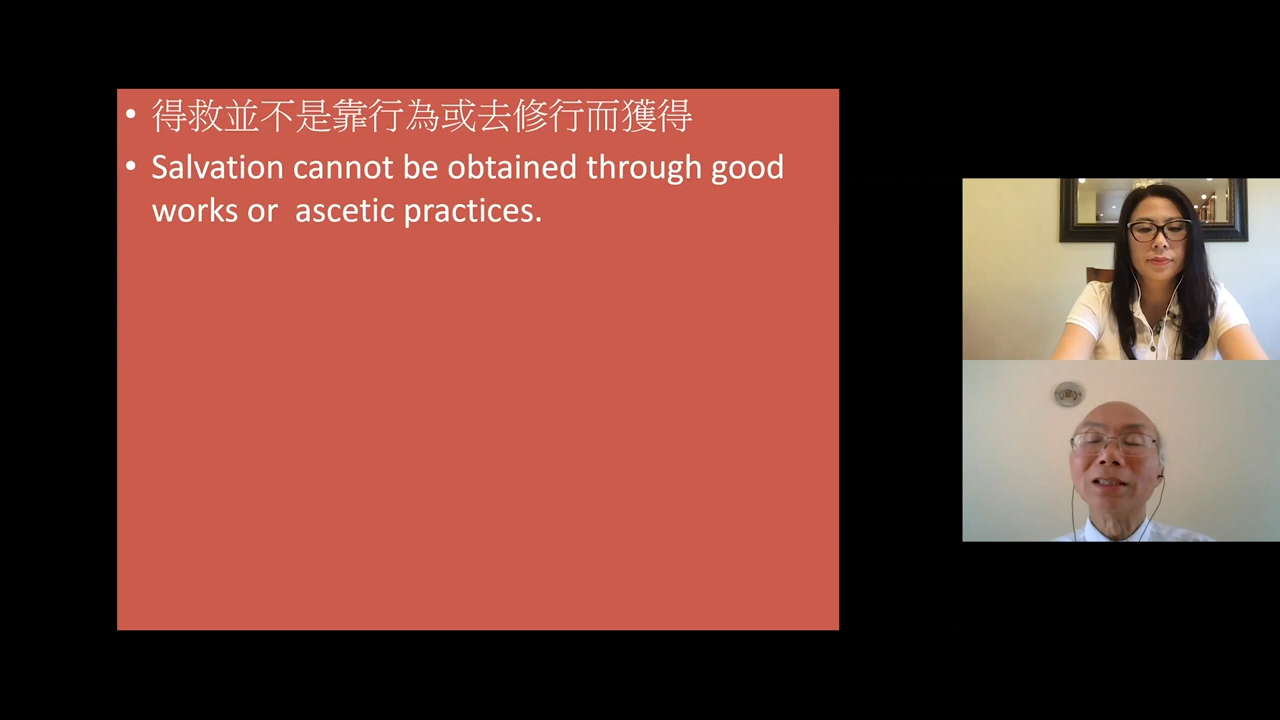 • 得救並不是靠行為或去修行而獲得
• Salvation cannot be obtained through good
works or  ascetic practices.